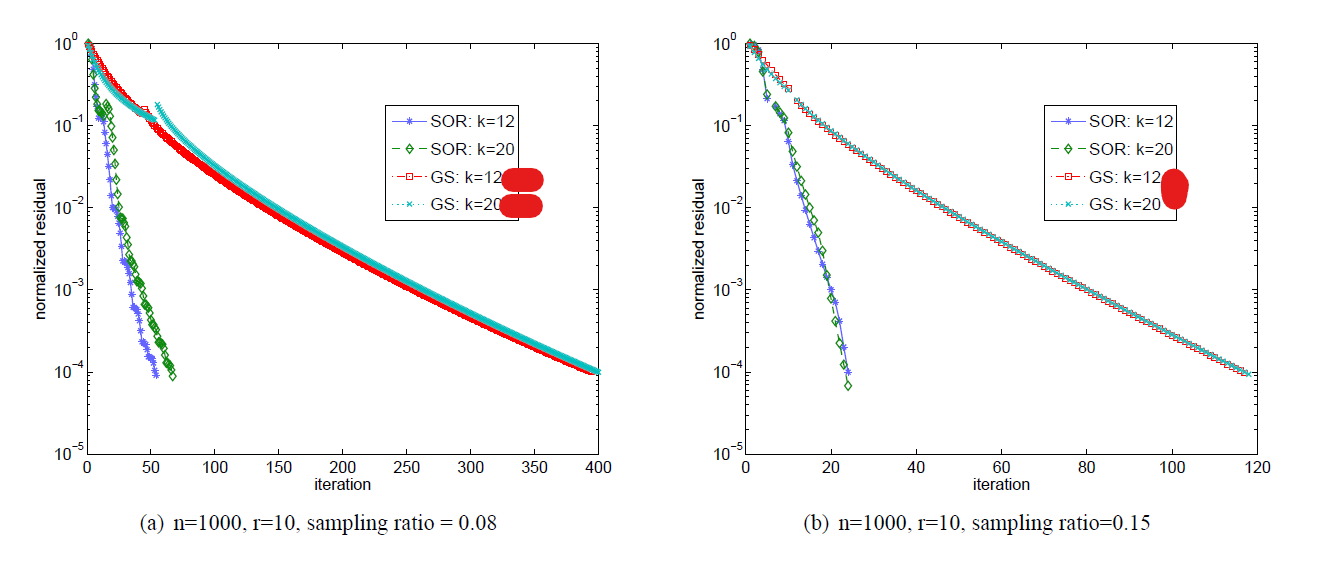 10^0
10^-1
10^-2
10^-3
10^-4
10^-5
normalized residual
0 50 100 150 200 250 300 350 400
iteration
SOR: k=12
SOR: k=20
GS: k=12
GS: k=20
(a) n=1000, r=10, sampling ratio = 0.08
10^0
10^-1
10^-2
10^-3
10^-4
10^-5
normalized residual
0 20 40 60 80 100 120
iteration
SOR: k=12
SOR: k=20
GS: k=12
GS: k=20
(b) n=1000, r=10, sampling ratio=0.15